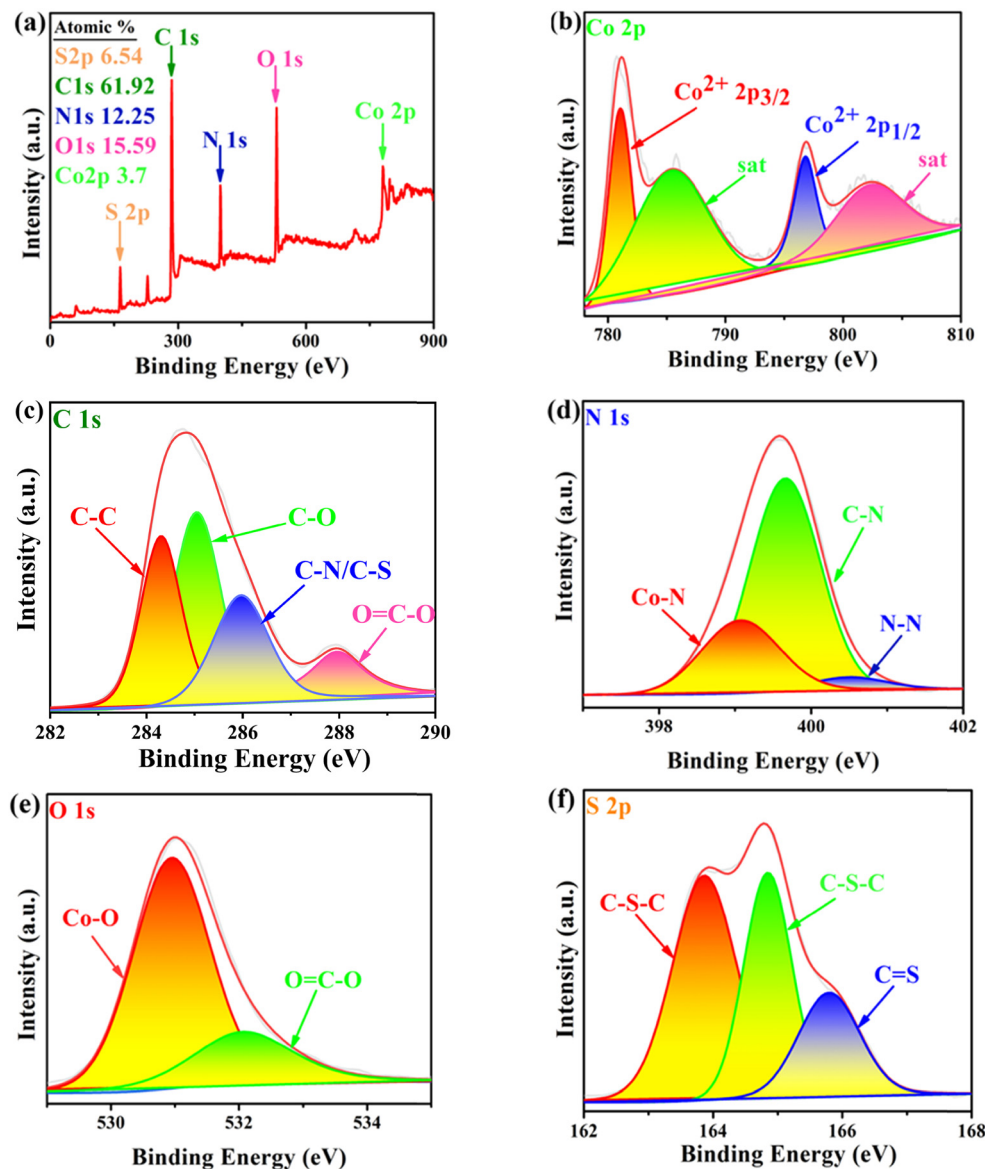 (a)
Atomic %
S2p 6.54
C1s 61.92
N1s 12.25
O1s 15.59
Co2p 3.7
S 2p
C 1s
N 1s
O 1s
Co 2p
Intensity (a.u.)
0 300 600 900
Binding Energy (eV)
(b)
Co 2p
Co2+ 2p3/2
sat
Co2+ 2p1/2
sat
Intensity (a.u.)
780 790 800 810
Binding Energy (eV)
(c)
C 1s
C-C
C-O
C-N/C-S
O=C-O
Intensity (a.u.)
282 284 286 288 290
Binding Energy (eV)
(d)
N 1s
C-N
Co-N
N-N
Intensity (a.u.)
398 400 402
Binding Energy (eV)
(e)
O 1s
Co-O
O=C-O
Intensity (a.u.)
530 532 534
Binding Energy (eV)
(f)
S 2p
C-S-C
C-S-C
C=S
Intensity (a.u.)
162 164 166 168
Binding Energy (eV)